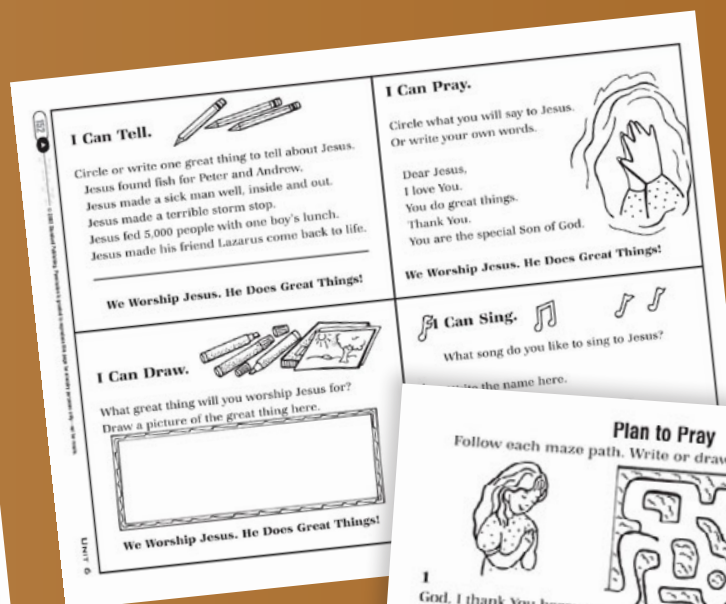 I Can Tell.
Circle or write one great thing to tell about Jesus.
Jesus found fish for Peter and Andrew.
Jesus made a sick man well, inside and out.
Jesus made a terrible storm stop.
Jesus fed 5,000 people with one boy's lunch.
Jesus made his friend Lazarus come back to life.
We Worship Jesus. He Does Great Things!
I Can Pray.
Circle what you will say to Jesus.
Or write your own words.
Dear Jesus,
I love You.
You do great things.
Thank You.
You are the special Son of God.
We Worship Jesus. He Does Great Things!
I Can Draw.
What great thing will you worship Jesus for?
Draw a picture of the great thing here.
We Worship Jesus. He Does Great Things!
I Can Sing.
What song do you like to sing to Jesus?
the name here.
UNIT 6
Plan to Pray
Follow each maze path. Write or draw
1
God, I thank You